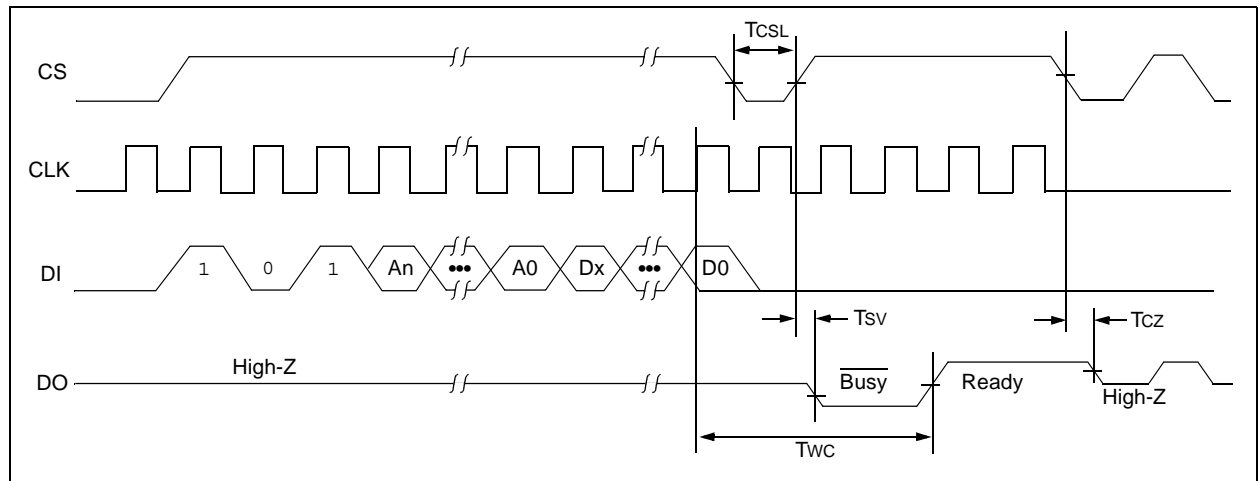 TCSL
CS
CLK
DI 1 0 1 An ••• A0 Dx ••• D0
TSV TCZ
DO High-Z Busy Ready High-Z
TWC